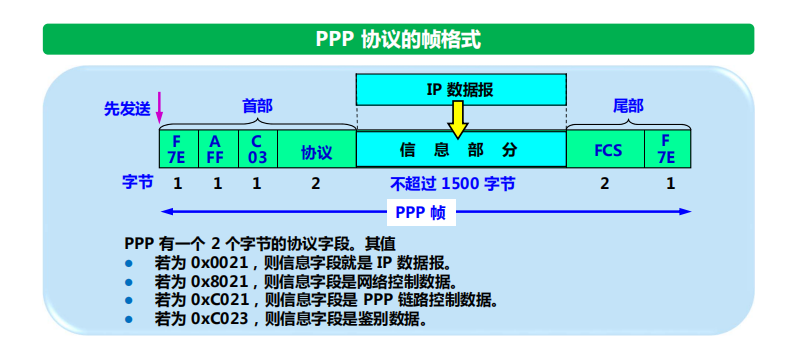 PPP 协议的帧格式
IP 数据报
先发送
首部
尾部
F
7E
A
FF
C
03
协议
信 息 部 分
FCS
F
7E
字节
1
1
1
2
不超过 1500 字节
2
1
PPP 帧
PPP 有一个 2 个字节的协议字段。其值
● 若为 0x0021，则信息字段就是 IP 数据报。
● 若为 0x8021，则信息字段是网络控制数据。
● 若为 0xC021，则信息字段是 PPP 链路控制数据。
● 若为 0xC023，则信息字段是鉴别数据。